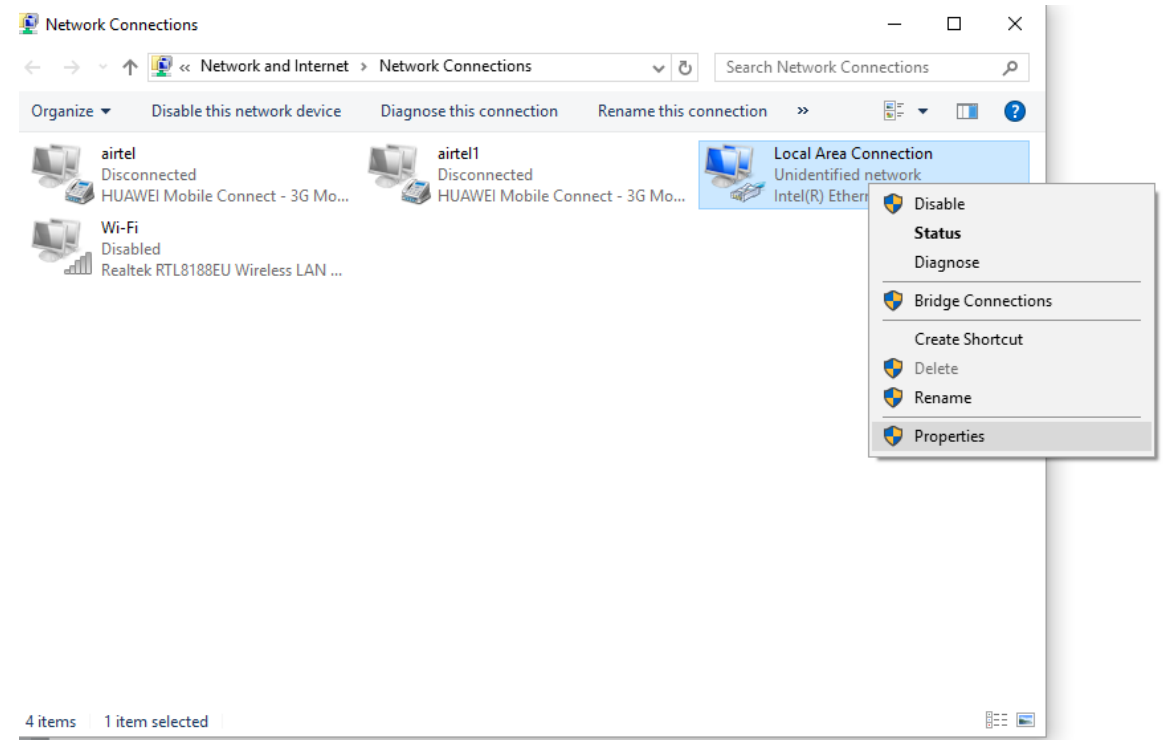 Network Connections
« Network and Internet > Network Connections
Search Network Connections
Organize
Disable this network device
Diagnose this connection
Rename this connection
»
?
airtel
Disconnected
HUAWEI Mobile Connect - 3G Mo...
airtel1
Disconnected
HUAWEI Mobile Connect - 3G Mo...
Local Area Connection
Unidentified network
Intel(R) Ethern
Wi-Fi
Disabled
Realtek RTL8188EU Wireless LAN ...
Disable
Status
Diagnose
Bridge Connections
Create Shortcut
Delete
Rename
Properties
4 items
1 item selected